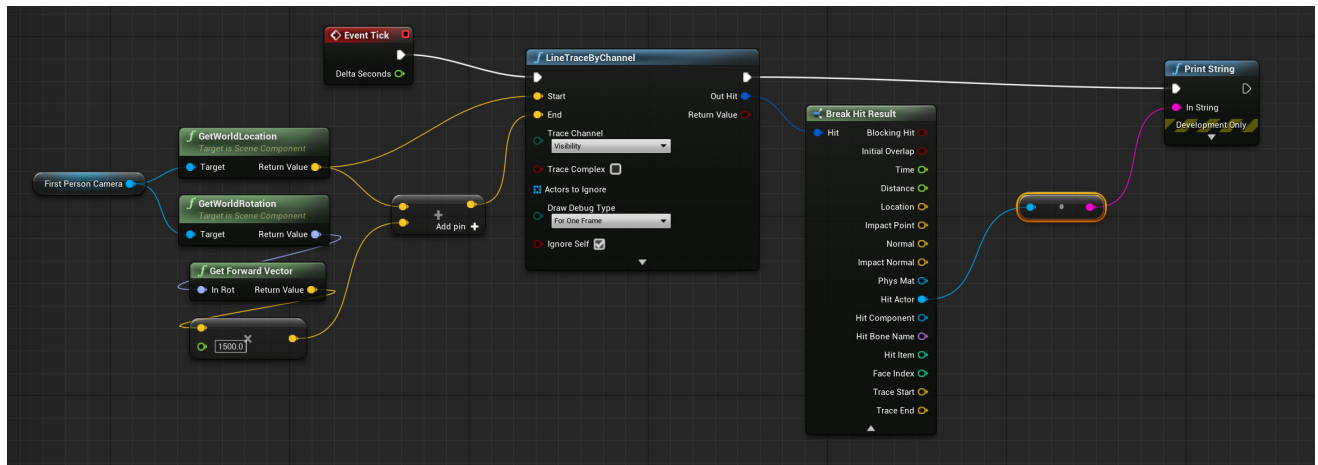 Event Tick
Delta Seconds
GetWorldLocation
Target is Scene Component
Target Return Value
First Person Camera
GetWorldRotation
Target is Scene Component
Target Return Value
Get Forward Vector
In Rot Return Value
1500.0
Add pin
LineTraceByChannel
Start Out Hit
End Return Value
Trace Channel
Visibility
Trace Complex
Actors to Ignore
Draw Debug Type
For One Frame
Ignore Self
Break Hit Result
Hit Blocking Hit
Initial Overlap
Time
Distance
Location
Impact Point
Normal
Impact Normal
Phys Mat
Hit Actor
Hit Component
Hit Bone Name
Hit Item
Face Index
Trace Start
Trace End
Print String
In String
Development Only